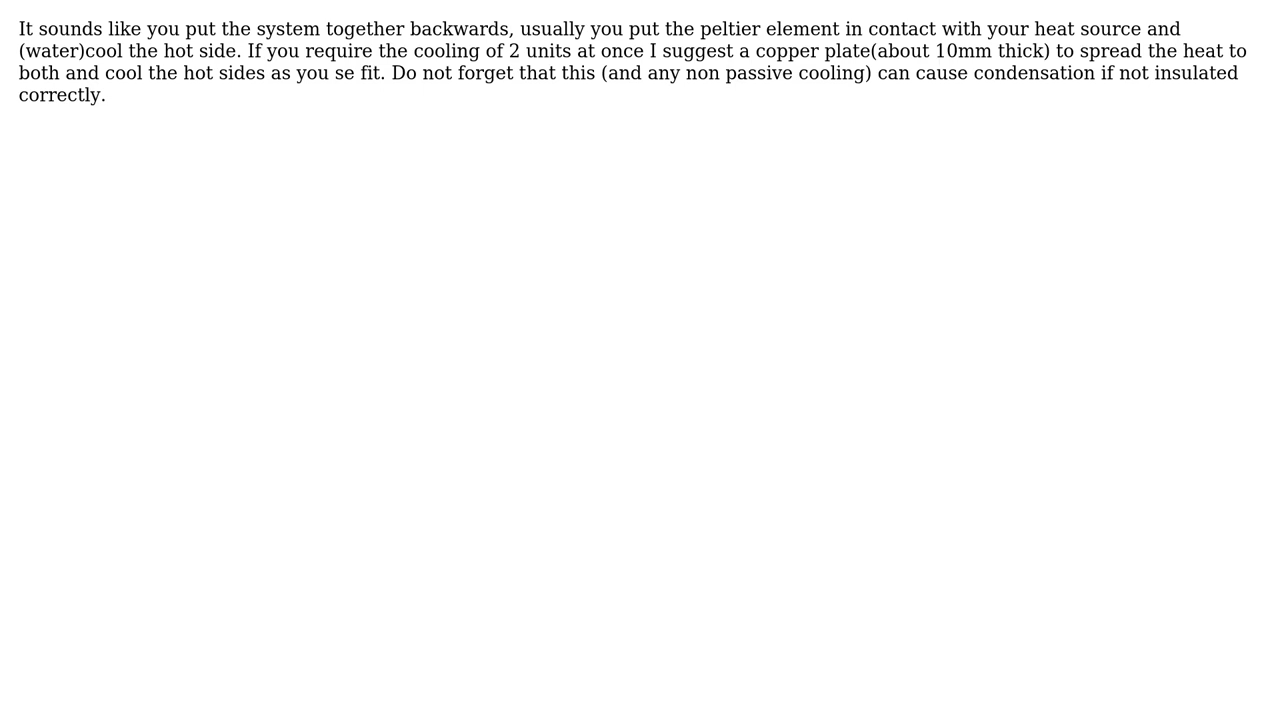 It sounds like you put the system together backwards, usually you put the peltier element in contact with your heat source and
(water)cool the hot side. If you require the cooling of 2 units at once I suggest a copper plate(about 10mm thick) to spread the heat to
both and cool the hot sides as you se fit. Do not forget that this (and any non passive cooling) can cause condensation if not insulated
correctly.